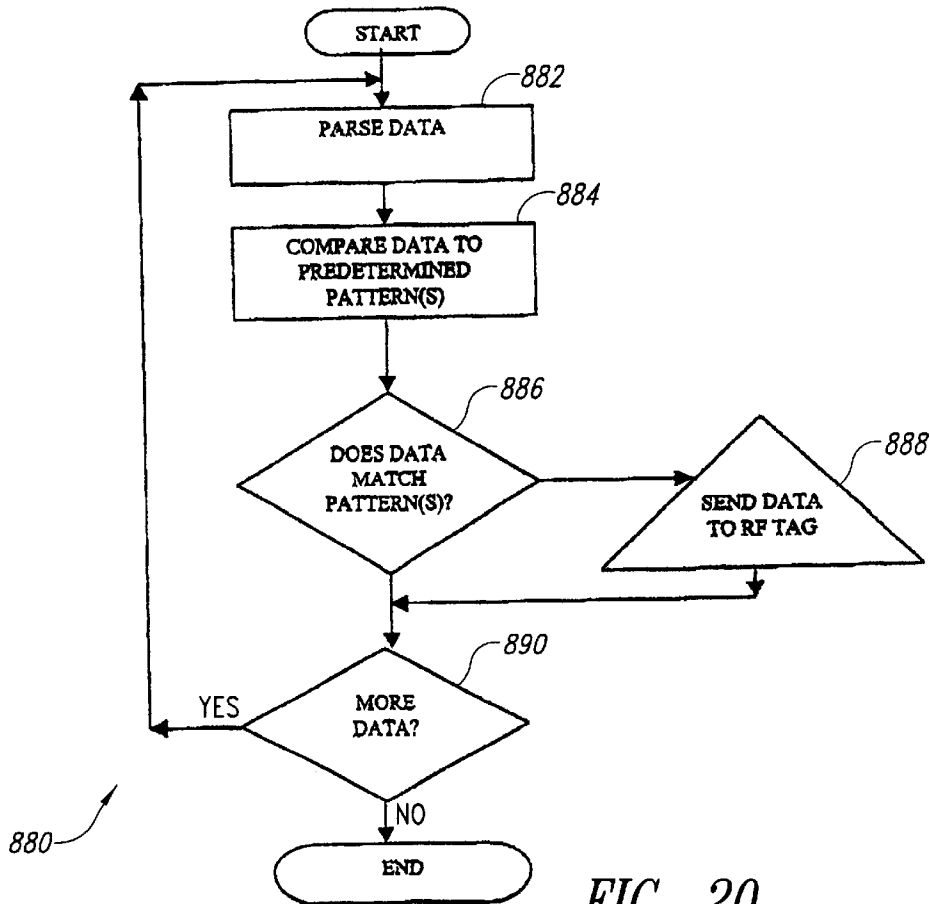 START
882
PARSE DATA
884
COMPARE DATA TO
PREDETERMINED
PATTERN(S)
886
DOES DATA
MATCH
PATTERN(S)?
888
SEND DATA
TO RF TAG
890
MORE
DATA?
YES
NO
880
END
FIG. 20